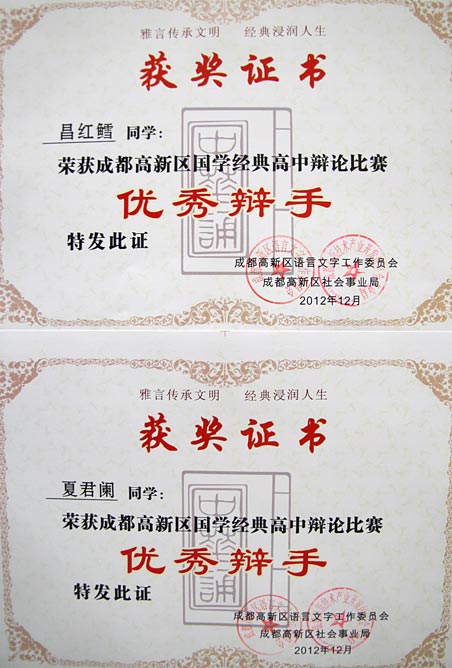 雅言传承文明 经典浸润人生
获奖证书
昌红鳕 同学:
荣获成都高新区国学经典高中辩论比赛
优秀辩手
特发此证
成都高新区语言文字工作委员会
成都高新区社会事业局
2012年12月
雅言传承文明 经典浸润人生
获奖证书
夏君阑 同学:
荣获成都高新区国学经典高中辩论比赛
优秀辩手
特发此证
成都高新区语言文字工作委员会
成都高新区社会事业局
2012年12月